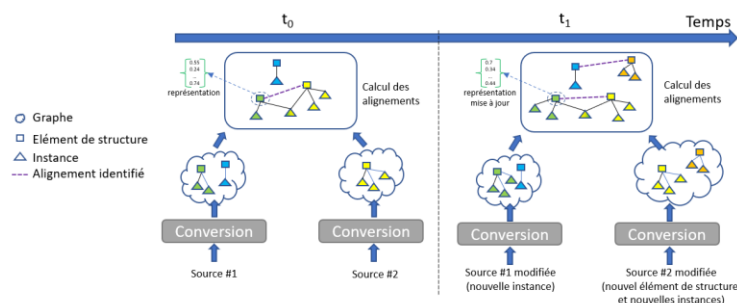 t0
t1
Temps
0.55
0.24
...
0.74
représentation
Calcul des
alignements
0.7
0.34
...
0.44
représentation
mise à jour
Calcul des
alignements
Graphe
Elément de structure
Instance
Alignement identifié
Conversion
Conversion
Conversion
Conversion
Source #1
Source #2
Source #1 modifiée
(nouvelle instance)
Source #2 modifiée
(nouvel élément de structure
et nouvelles instances)